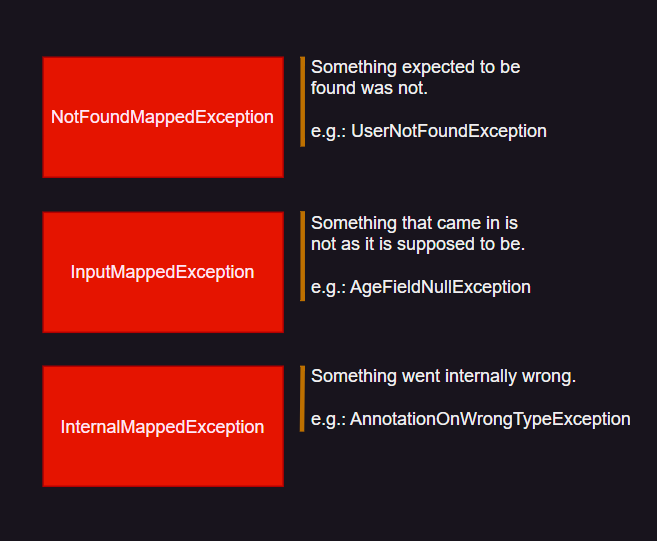 NotFoundMappedException
Something expected to be
found was not.
e.g.: UserNotFoundException
InputMappedException
Something that came in is
not as it is supposed to be.
e.g.: AgeFieldNullException
InternalMappedException
Something went internally wrong.
e.g.: AnnotationOnWrongTypeException